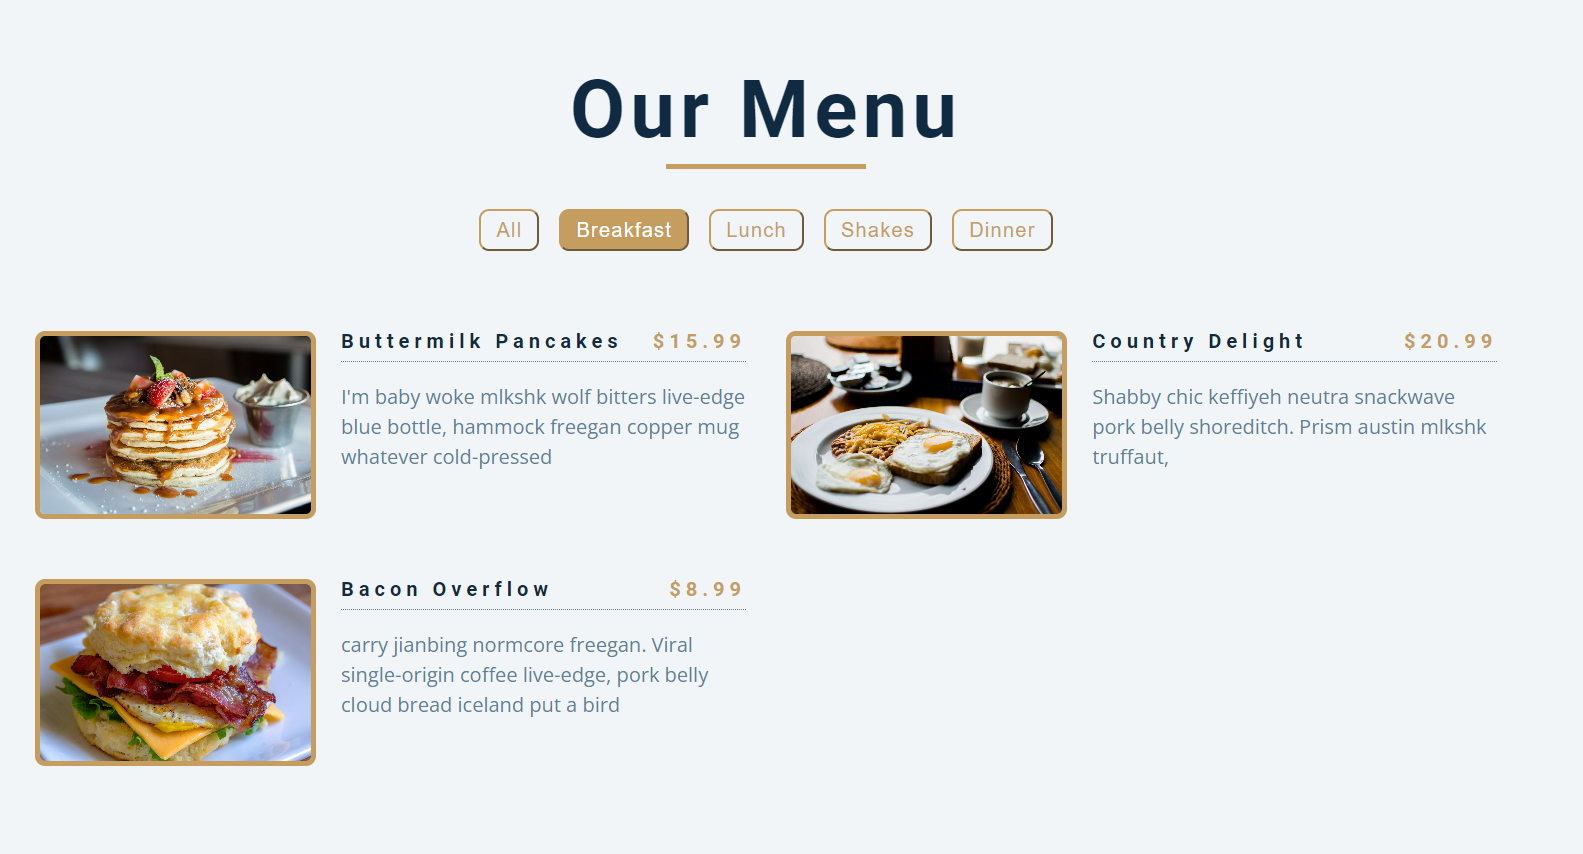 Our Menu
All Breakfast Lunch Shakes Dinner
Buttermilk Pancakes $15.99
I'm baby woke mlkshk wolf bitters live-edge
blue bottle, hammock freegan copper mug
whatever cold-pressed
Country Delight $20.99
Shabby chic keffiyeh neutra snackwave
pork belly shoreditch. Prism austin mlkshk
truffaut,
Bacon Overflow $8.99
carry jianbing normcore freegan. Viral
single-origin coffee live-edge, pork belly
cloud bread iceland put a bird